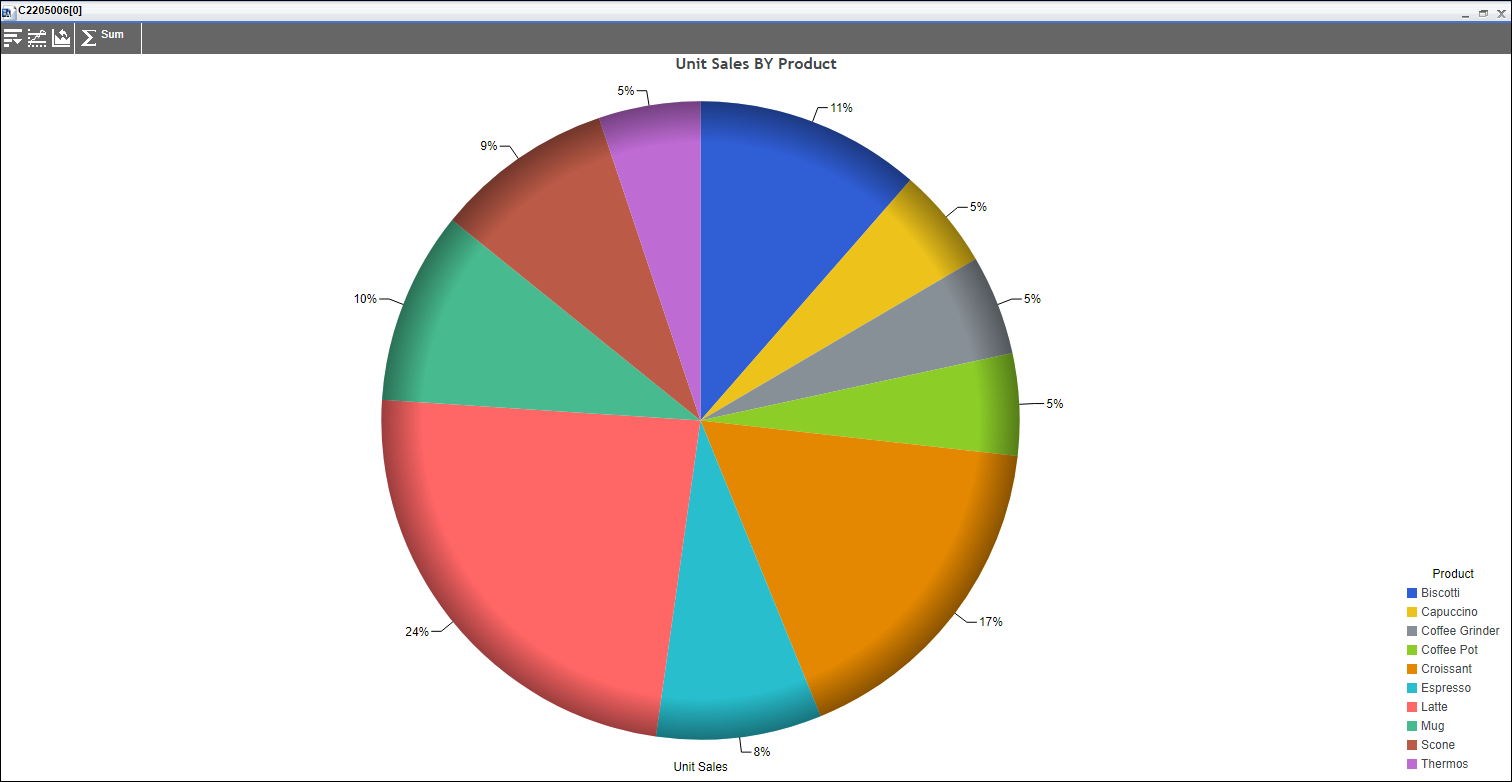 C2205006[0]
Sum
Unit Sales BY Product
5%
11%
9%
5%
10%
5%
5%
17%
24%
8%
Unit Sales
Product
Biscotti
Capuccino
Coffee Grinder
Coffee Pot
Croissant
Espresso
Latte
Mug
Scone
Thermos